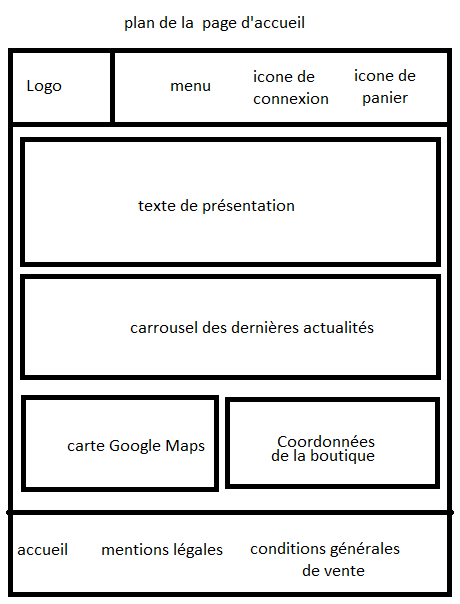 plan de la page d'accueil
Logo
menu
icone de
connexion
icone de
panier
texte de présentation
carrousel des dernières actualités
carte Google Maps
Coordonnées
de la boutique
accueil
mentions légales
conditions générales
de vente